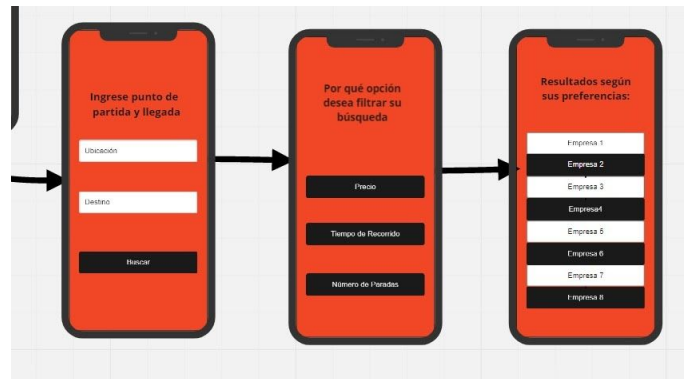 Ingrese punto de
partida y llegada
Ubicación
Destino
Buscar
Por qué opción
desea filtrar su
búsqueda
Precio
Tiempo de Recorrido
Número de Paradas
Resultados según
sus preferencias:
Empresa 1
Empresa 2
Empresa 3
Empresa4
Empresa 5
Empresa 6
Empresa 7
Empresa 8